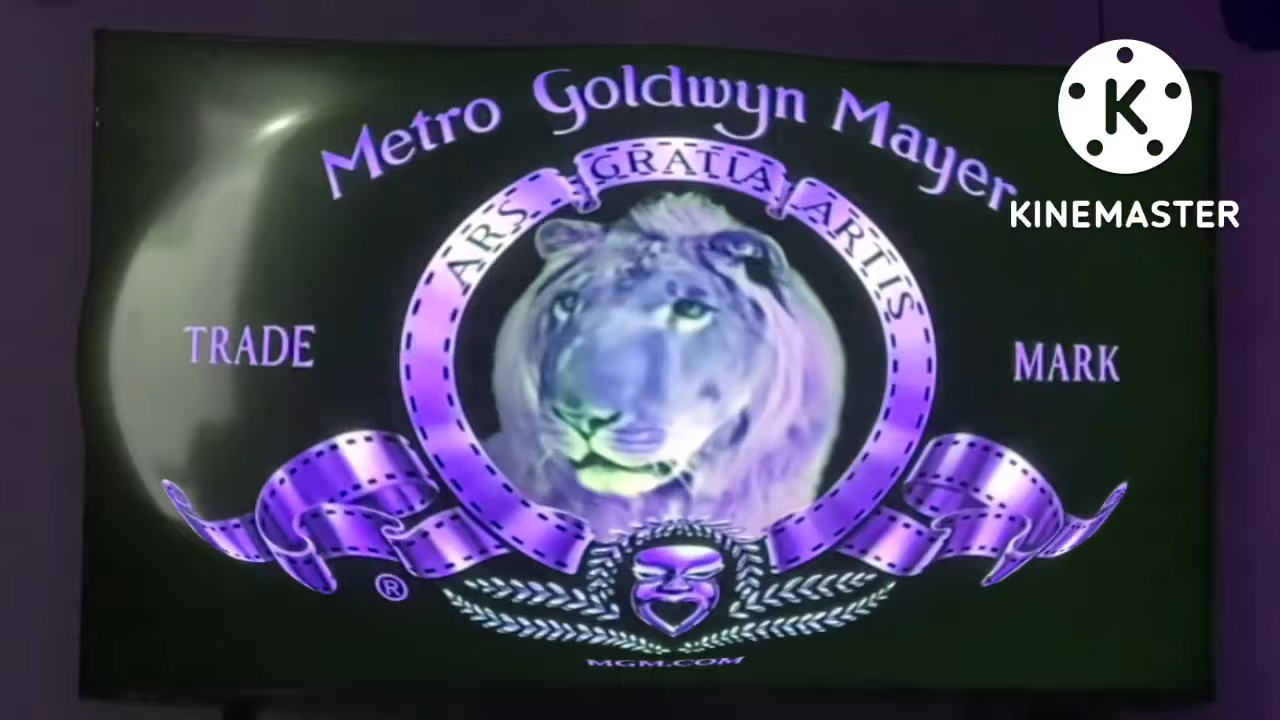 Metro Goldwyn Mayer
K
KINEMASTER
ARS GRATIA ARTIS
TRADE
MARK
®
MGM.COM